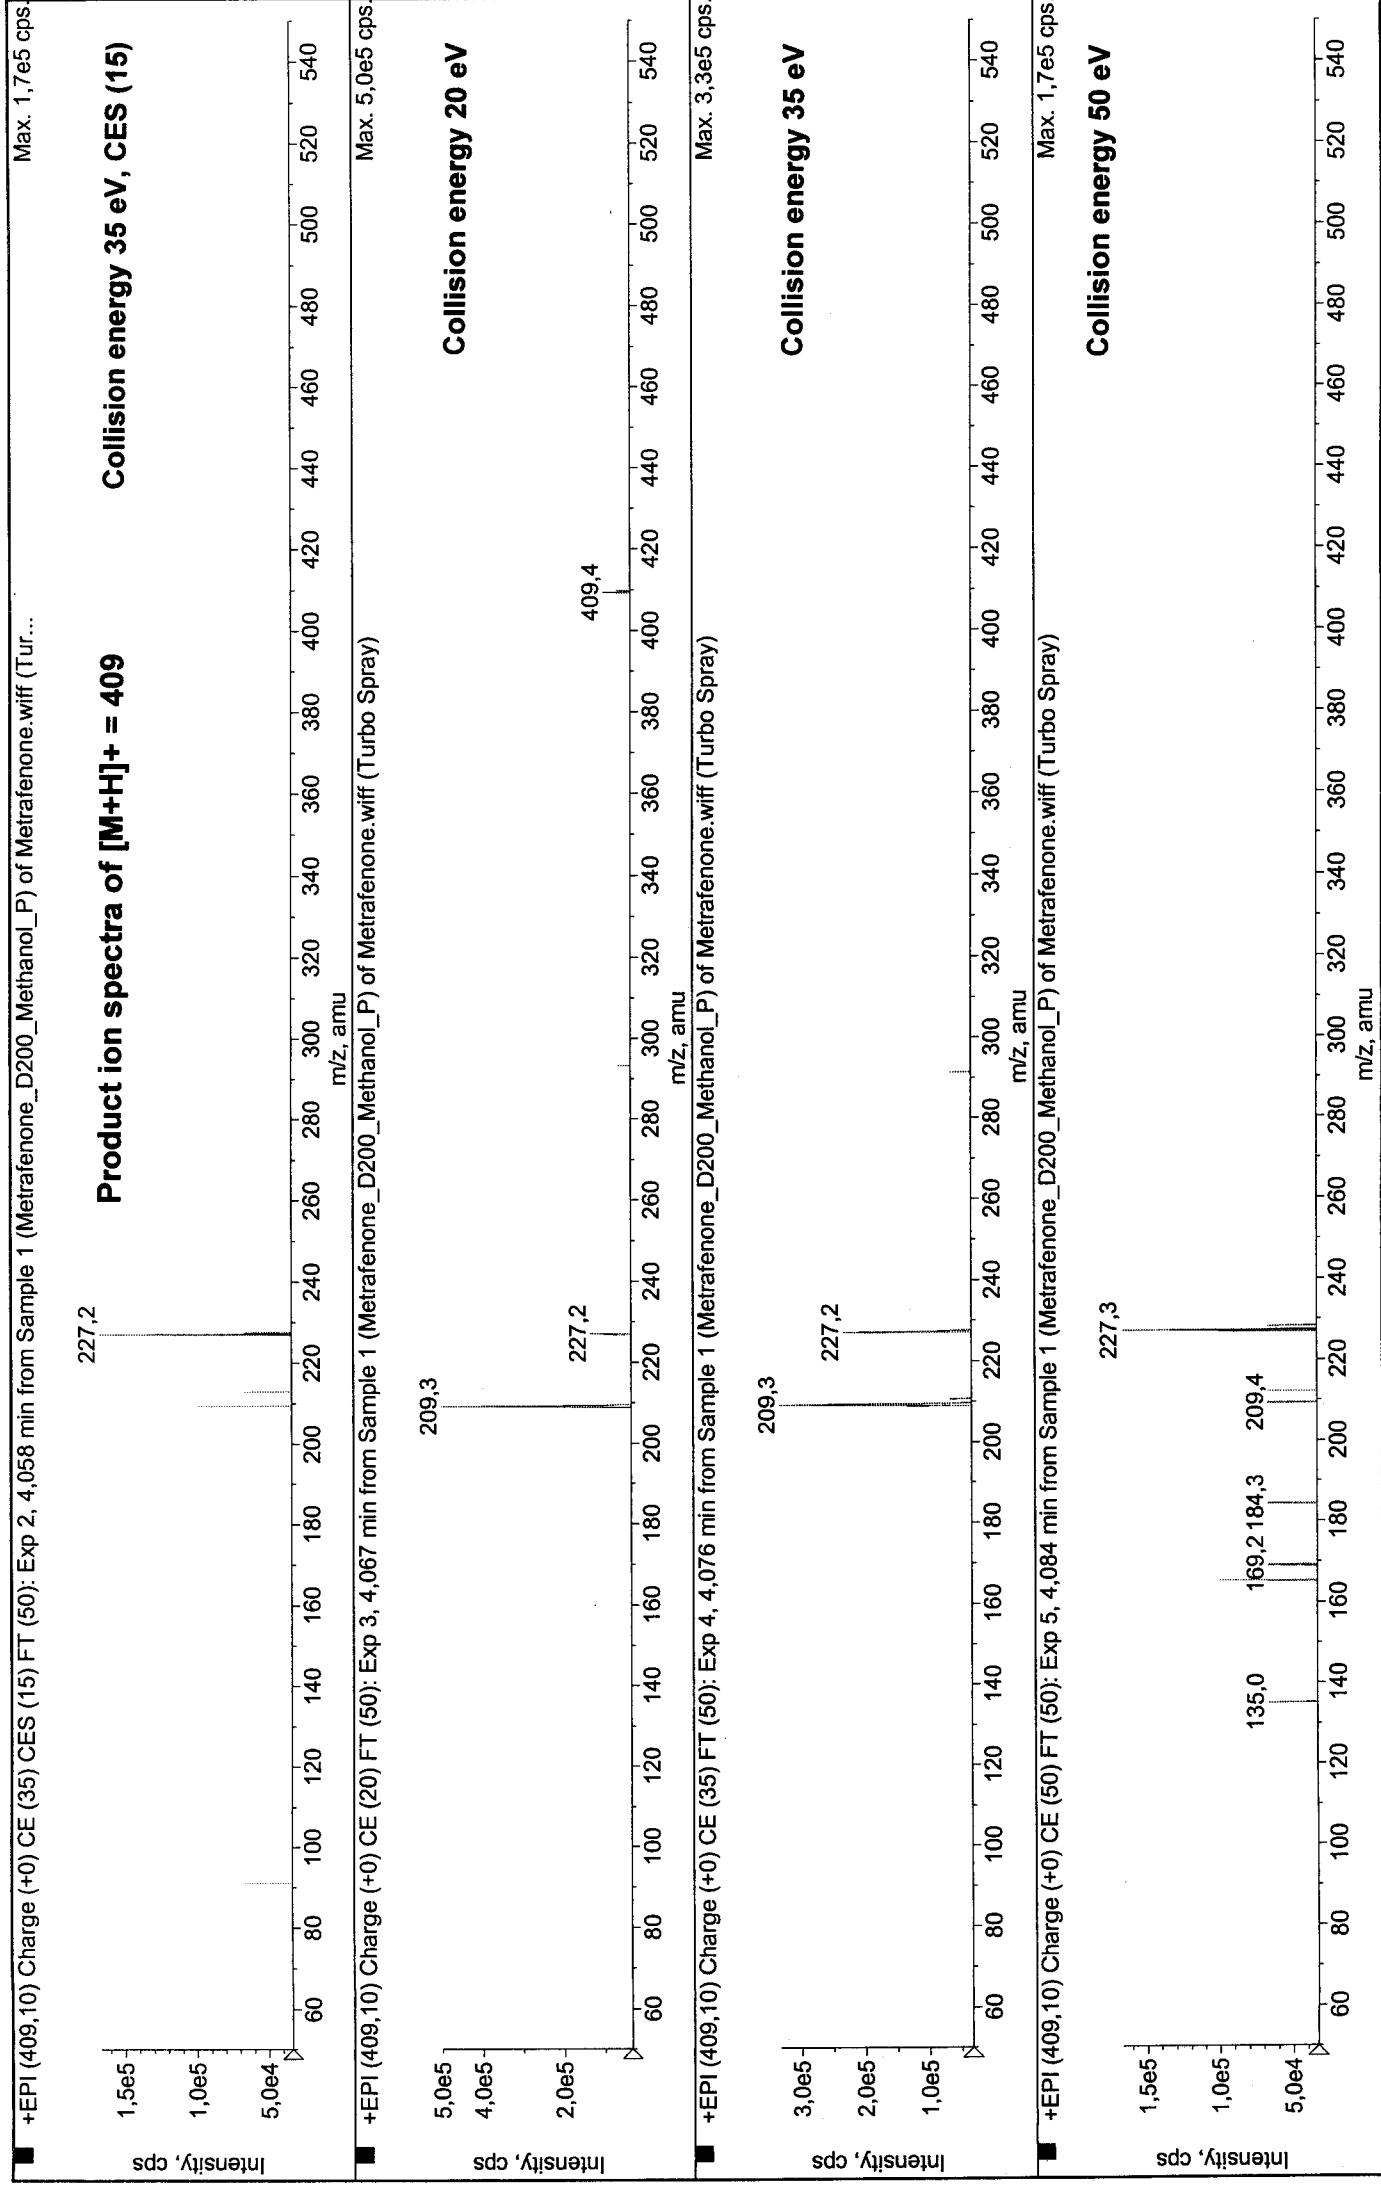 +EPI (409,10) Charge (+0) CE (35) CES (15) FT (50): Exp 2, 4,058 min from Sample 1 (Metrafenone_D200_Methanol_P) of Metrafenone.wiff (Tur...
Max. 1,7e5 cps.
Product ion spectra of [M+H]+ = 409
Collision energy 35 eV, CES (15)
227,2
1,5e5
1,0e5
5,0e4
Intensity, cps
60 80 100 120 140 160 180 200 220 240 260 280 300 320 340 360 380 400 420 440 460 480 500 520 540
m/z, amu
+EPI (409,10) Charge (+0) CE (20) FT (50): Exp 3, 4,067 min from Sample 1 (Metrafenone_D200_Methanol_P) of Metrafenone.wiff (Turbo Spray)
Max. 5,0e5 cps.
Collision energy 20 eV
209,3
227,2
409,4
5,0e5
4,0e5
2,0e5
Intensity, cps
60 80 100 120 140 160 180 200 220 240 260 280 300 320 340 360 380 400 420 440 460 480 500 520 540
m/z, amu
+EPI (409,10) Charge (+0) CE (35) FT (50): Exp 4, 4,076 min from Sample 1 (Metrafenone_D200_Methanol_P) of Metrafenone.wiff (Turbo Spray)
Max. 3,3e5 cps.
Collision energy 35 eV
209,3
227,2
3,0e5
2,0e5
1,0e5
Intensity, cps
60 80 100 120 140 160 180 200 220 240 260 280 300 320 340 360 380 400 420 440 460 480 500 520 540
m/z, amu
+EPI (409,10) Charge (+0) CE (50) FT (50): Exp 5, 4,084 min from Sample 1 (Metrafenone_D200_Methanol_P) of Metrafenone.wiff (Turbo Spray)
Max. 1,7e5 cps.
Collision energy 50 eV
227,3
135,0
169,2 184,3
209,4
1,5e5
1,0e5
5,0e4
Intensity, cps
60 80 100 120 140 160 180 200 220 240 260 280 300 320 340 360 380 400 420 440 460 480 500 520 540
m/z, amu